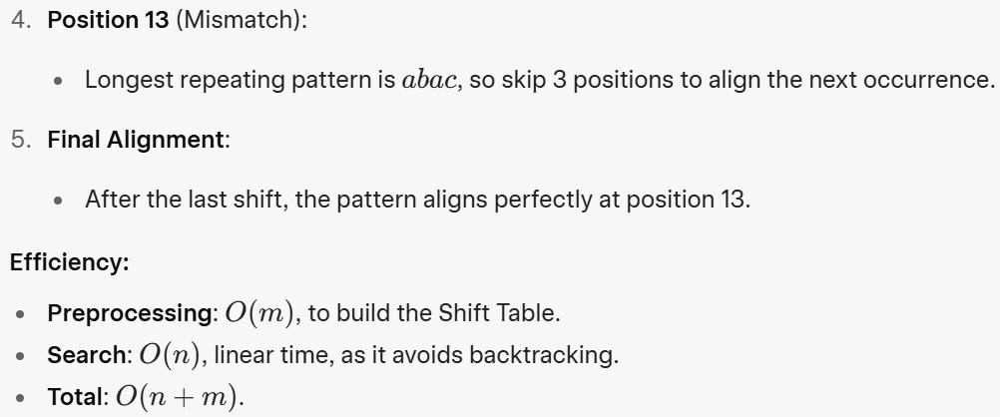 4. Position 13 (Mismatch):
• Longest repeating pattern is abac, so skip 3 positions to align the next occurrence.
5. Final Alignment:
• After the last shift, the pattern aligns perfectly at position 13.
Efficiency:
• Preprocessing: O(m), to build the Shift Table.
• Search: O(n), linear time, as it avoids backtracking.
• Total: O(n + m).